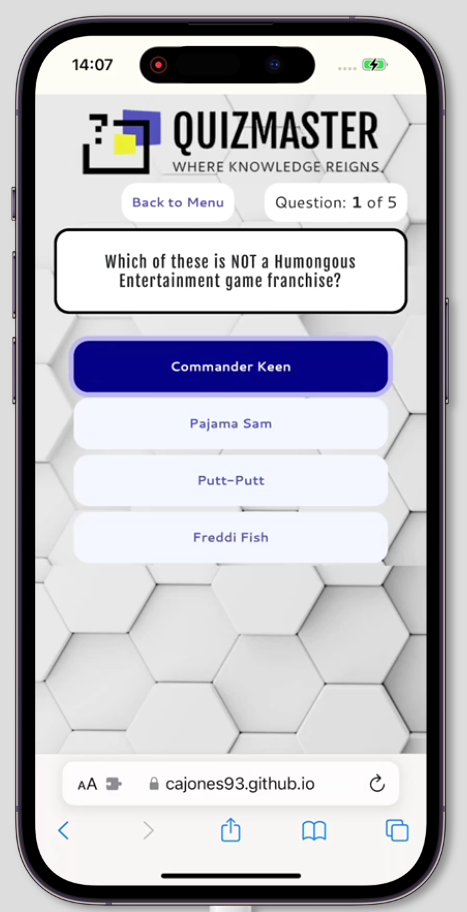 14:07
QUIZMASTER
WHERE KNOWLEDGE REIGNS.
Back to Menu
Question: 1 of 5
Which of these is NOT a Humongous
Entertainment game franchise?
Commander Keen
Pajama Sam
Putt-Putt
Freddi Fish
AA
cajones93.github.io